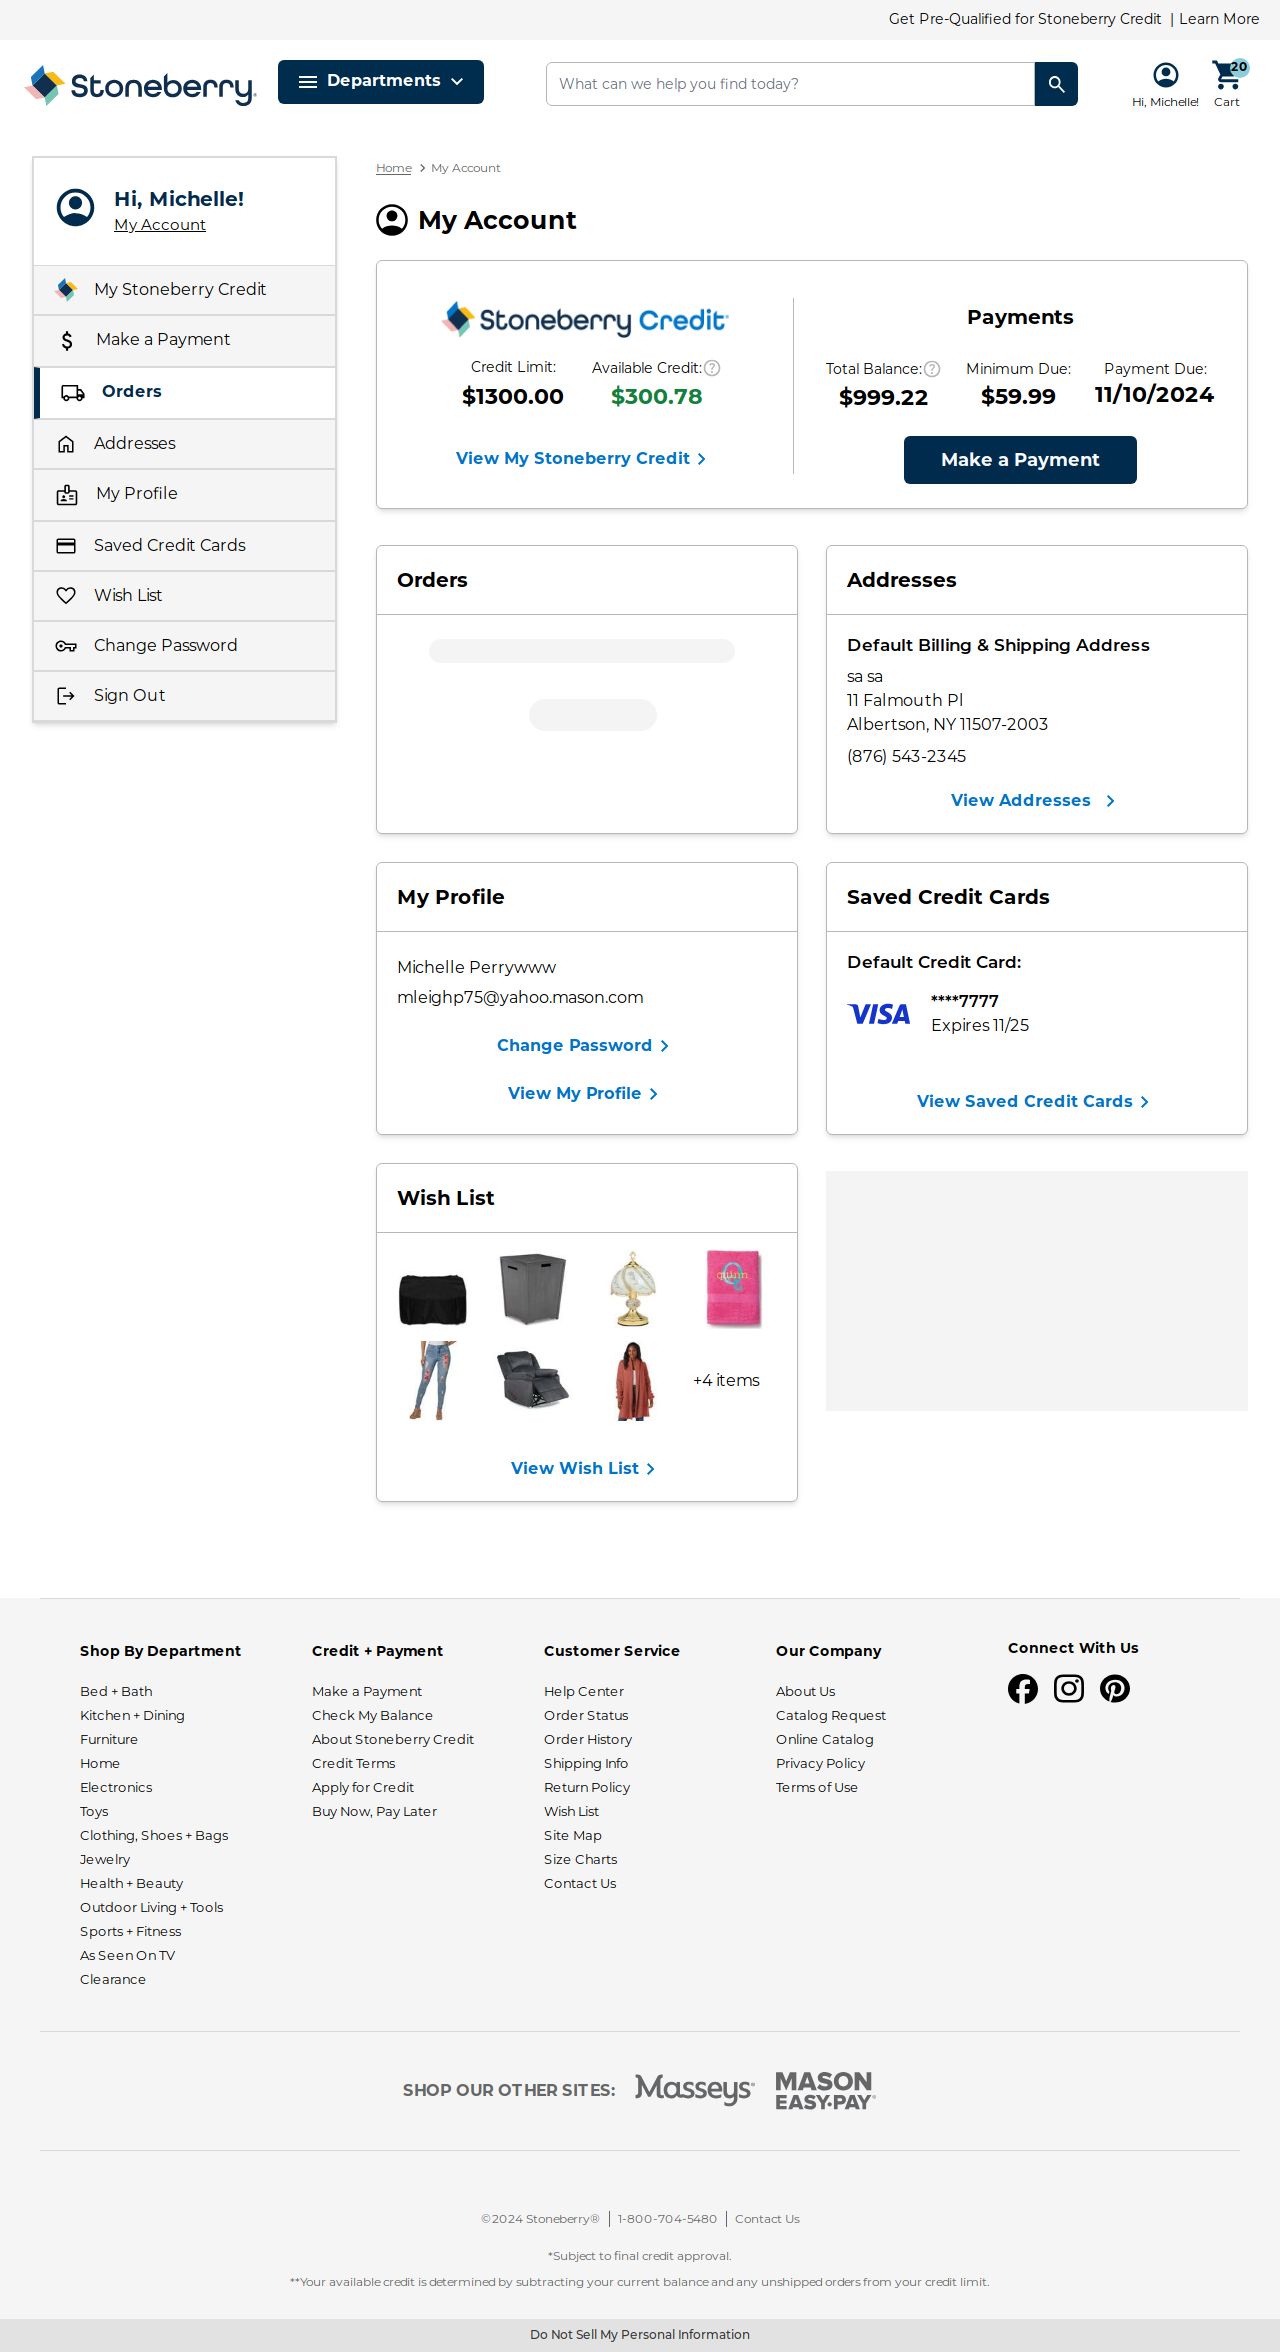 Get Pre-Qualified for Stoneberry Credit | Learn More
Stoneberry®
Departments
What can we help you find today?
Hi, Michelle!
20
Cart
Hi, Michelle!
My Account
My Stoneberry Credit
Make a Payment
Orders
Addresses
My Profile
Saved Credit Cards
Wish List
Change Password
Sign Out
Home > My Account
My Account
Stoneberry Credit
Credit Limit:
$1300.00
Available Credit:
$300.78
View My Stoneberry Credit
Payments
Total Balance:
$999.22
Minimum Due:
$59.99
Payment Due:
11/10/2024
Make a Payment
Orders
Addresses
Default Billing & Shipping Address
sa sa
11 Falmouth Pl
Albertson, NY 11507-2003
(876) 543-2345
View Addresses
My Profile
Michelle Perrywww
mleighp75@yahoo.mason.com
Change Password
View My Profile
Saved Credit Cards
Default Credit Card:
VISA
****7777
Expires 11/25
View Saved Credit Cards
Wish List
Q
quinn
+4 items
View Wish List
Shop By Department
Bed + Bath
Kitchen + Dining
Furniture
Home
Electronics
Toys
Clothing, Shoes + Bags
Jewelry
Health + Beauty
Outdoor Living + Tools
Sports + Fitness
As Seen On TV
Clearance
Credit + Payment
Make a Payment
Check My Balance
About Stoneberry Credit
Credit Terms
Apply for Credit
Buy Now, Pay Later
Customer Service
Help Center
Order Status
Order History
Shipping Info
Return Policy
Wish List
Site Map
Size Charts
Contact Us
Our Company
About Us
Catalog Request
Online Catalog
Privacy Policy
Terms of Use
Connect With Us
SHOP OUR OTHER SITES:
Masseys®
MASON
EASY•PAY®
©2024 Stoneberry® | 1-800-704-5480 | Contact Us
*Subject to final credit approval.
**Your available credit is determined by subtracting your current balance and any unshipped orders from your credit limit.
Do Not Sell My Personal Information